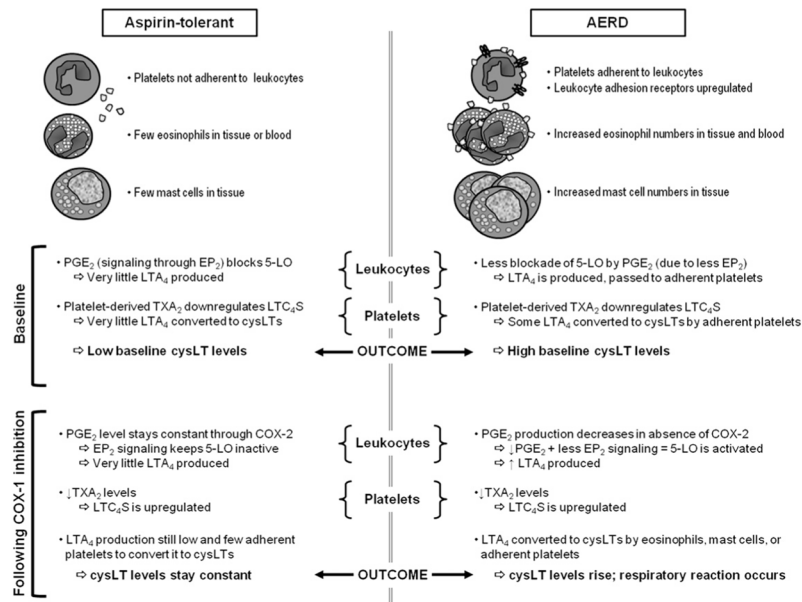 Aspirin-tolerant
AERD
• Platelets not adherent to leukocytes
• Few eosinophils in tissue or blood
• Few mast cells in tissue
• Platelets adherent to leukocytes
• Leukocyte adhesion receptors upregulated
• Increased eosinophil numbers in tissue and blood
• Increased mast cell numbers in tissue
Baseline
• PGE₂ (signaling through EP₂) blocks 5-LO
⇨ Very little LTA₄ produced
• Platelet-derived TXA₂ downregulates LTC₄S
⇨ Very little LTA₄ converted to cysLTs
⇨ Low baseline cysLT levels
Leukocytes
Platelets
OUTCOME
• Less blockade of 5-LO by PGE₂ (due to less EP₂)
⇨ LTA₄ is produced, passed to adherent platelets
• Platelet-derived TXA₂ downregulates LTC₄S
⇨ Some LTA₄ converted to cysLTs by adherent platelets
⇨ High baseline cysLT levels
Following COX-1 inhibition
• PGE₂ level stays constant through COX-2
⇨ EP₂ signaling keeps 5-LO inactive
⇨ Very little LTA₄ produced
• ↓TXA₂ levels
⇨ LTC₄S is upregulated
• LTA₄ production still low and few adherent
platelets to convert it to cysLTs
⇨ cysLT levels stay constant
Leukocytes
Platelets
OUTCOME
• PGE₂ production decreases in absence of COX-2
⇨ ↓PGE₂ + less EP₂ signaling = 5-LO is activated
⇨ ↑ LTA₄ produced
• ↓TXA₂ levels
⇨ LTC₄S is upregulated
• LTA₄ converted to cysLTs by eosinophils, mast cells, or
adherent platelets
⇨ cysLT levels rise; respiratory reaction occurs